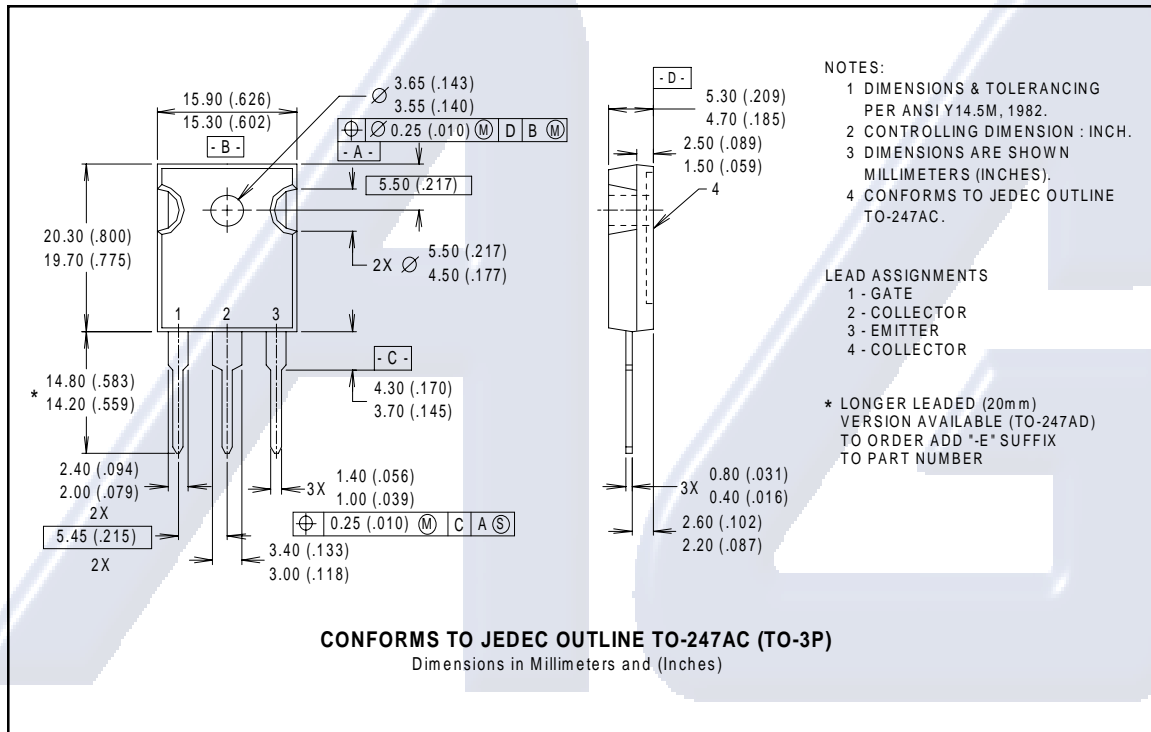 15.90 (.626)
15.30 (.602)
- B -
Ø 3.65 (.143)
3.55 (.140)
⌖ Ø 0.25 (.010) Ⓜ D B Ⓜ
- A -
5.50 (.217)
20.30 (.800)
19.70 (.775)
2X Ø 5.50 (.217)
4.50 (.177)
1 2 3
- C -
* 14.80 (.583)
14.20 (.559)
4.30 (.170)
3.70 (.145)
2.40 (.094)
2.00 (.079)
2X
5.45 (.215)
2X
3X 1.40 (.056)
1.00 (.039)
⌖ 0.25 (.010) Ⓜ C A Ⓢ
3.40 (.133)
3.00 (.118)
- D -
5.30 (.209)
4.70 (.185)
2.50 (.089)
1.50 (.059)
4
3X 0.80 (.031)
0.40 (.016)
2.60 (.102)
2.20 (.087)
NOTES:
1 DIMENSIONS & TOLERANCING
PER ANSI Y14.5M, 1982.
2 CONTROLLING DIMENSION : INCH.
3 DIMENSIONS ARE SHOWN
MILLIMETERS (INCHES).
4 CONFORMS TO JEDEC OUTLINE
TO-247AC.
LEAD ASSIGNMENTS
1 - GATE
2 - COLLECTOR
3 - EMITTER
4 - COLLECTOR
* LONGER LEADED (20mm)
VERSION AVAILABLE (TO-247AD)
TO ORDER ADD "-E" SUFFIX
TO PART NUMBER
CONFORMS TO JEDEC OUTLINE TO-247AC (TO-3P)
Dimensions in Millimeters and (Inches)